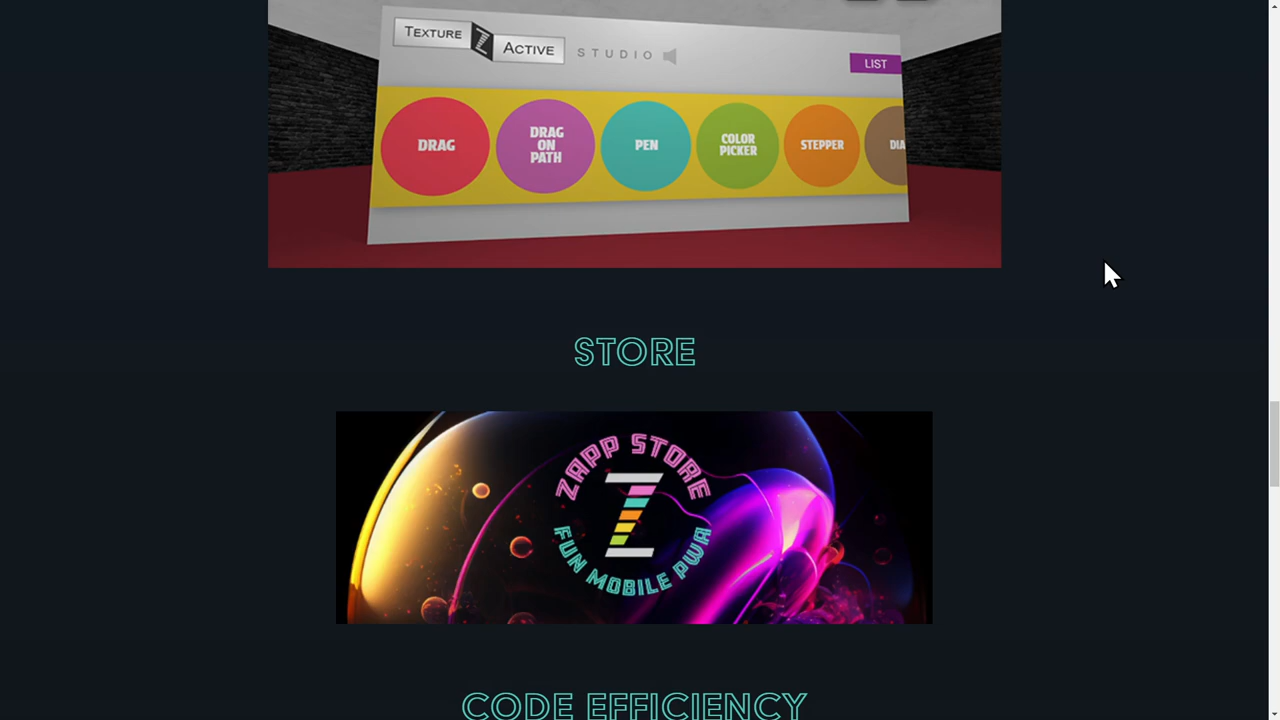 TEXTURE
ACTIVE
STUDIO
LIST
DRAG
DRAG
ON
PATH
PEN
COLOR
PICKER
STEPPER
DIA
STORE
ZAPP STORE
FUN MOBILE PWA
CODE EFFICIENCY